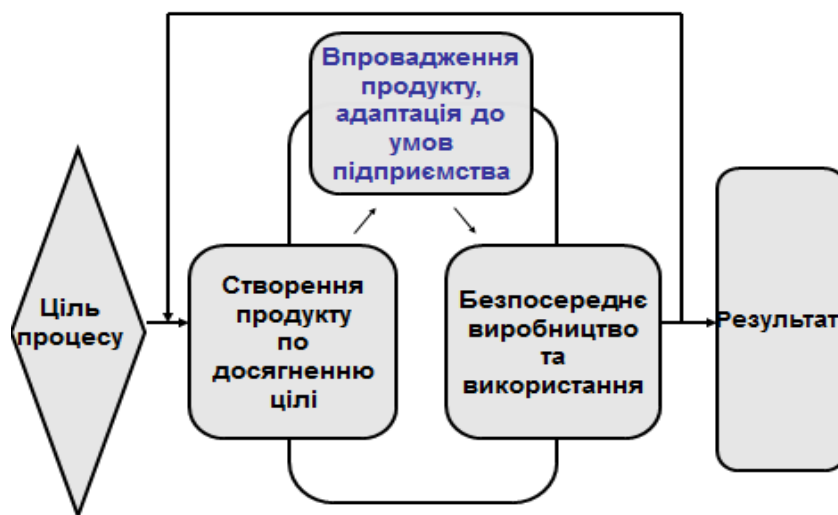 Впровадження
продукту,
адаптація до
умов
підприємства
Ціль
процесу
Створення
продукту
по
досягненню
цілі
Безпосереднє
виробництво
та
використання
Результат